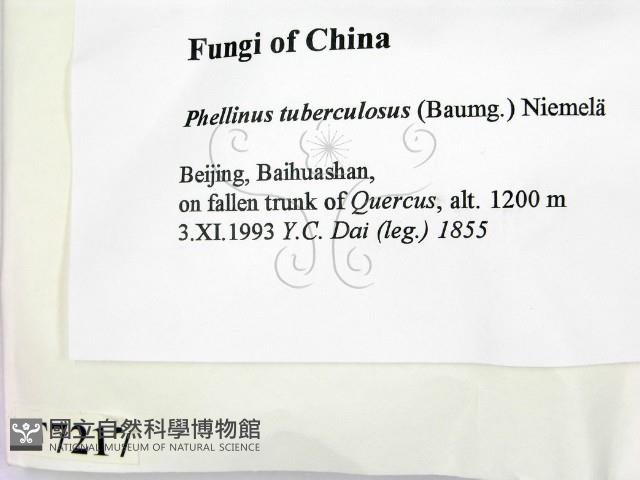 Fungi of China
Phellinus tuberculosus (Baumg.) Niemelä
Beijing, Baihuashan,
on fallen trunk of Quercus, alt. 1200 m
3.XI.1993 Y.C. Dai (leg.) 1855
7217
國立自然科學博物館
NATIONAL MUSEUM OF NATURAL SCIENCE